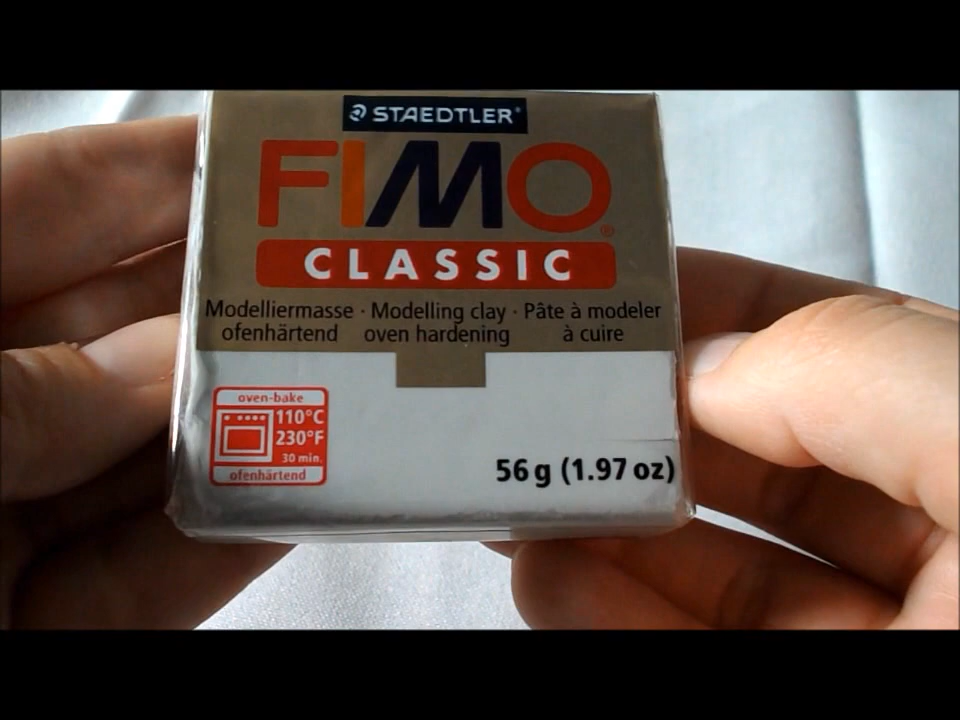 STAEDTLER®
FIMO®
CLASSIC
Modelliermasse · Modelling clay · Pâte à modeler
ofenhärtend oven hardening à cuire
oven-bake
110°C
230°F
30 min.
ofenhärtend
56 g (1.97 oz)